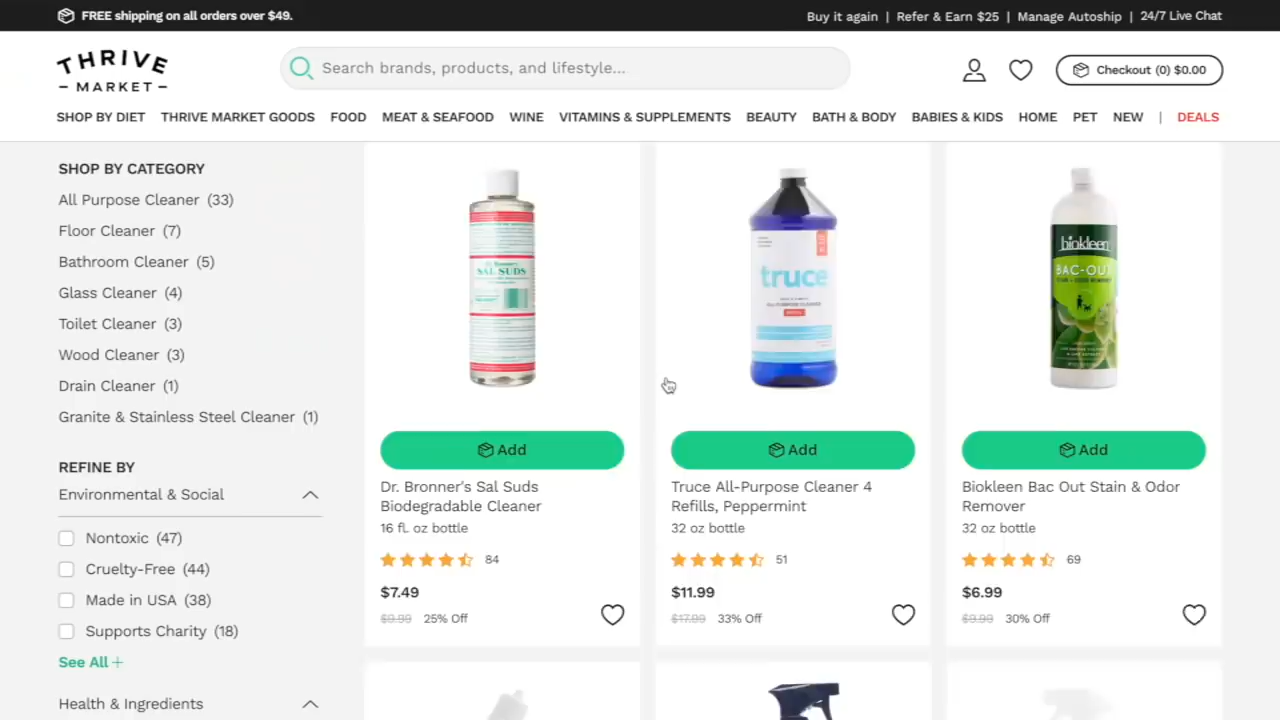 FREE shipping on all orders over $49.
Buy it again | Refer & Earn $25 | Manage Autoship | 24/7 Live Chat
THRIVE
MARKET
Search brands, products, and lifestyle...
Checkout (0) $0.00
SHOP BY DIET THRIVE MARKET GOODS FOOD MEAT & SEAFOOD WINE VITAMINS & SUPPLEMENTS BEAUTY BATH & BODY BABIES & KIDS HOME PET NEW | DEALS
SHOP BY CATEGORY
All Purpose Cleaner (33)
Floor Cleaner (7)
Bathroom Cleaner (5)
Glass Cleaner (4)
Toilet Cleaner (3)
Wood Cleaner (3)
Drain Cleaner (1)
Granite & Stainless Steel Cleaner (1)
REFINE BY
Environmental & Social
Nontoxic (47)
Cruelty-Free (44)
Made in USA (38)
Supports Charity (18)
See All +
Health & Ingredients
SAL SUDS
Add
Dr. Bronner's Sal Suds
Biodegradable Cleaner
16 fl. oz bottle
84
$7.49
$9.99 25% Off
truce
Add
Truce All-Purpose Cleaner 4
Refills, Peppermint
32 oz bottle
51
$11.99
$17.99 33% Off
biokleen
BAC-OUT
Add
Biokleen Bac Out Stain & Odor
Remover
32 oz bottle
69
$6.99
$9.99 30% Off